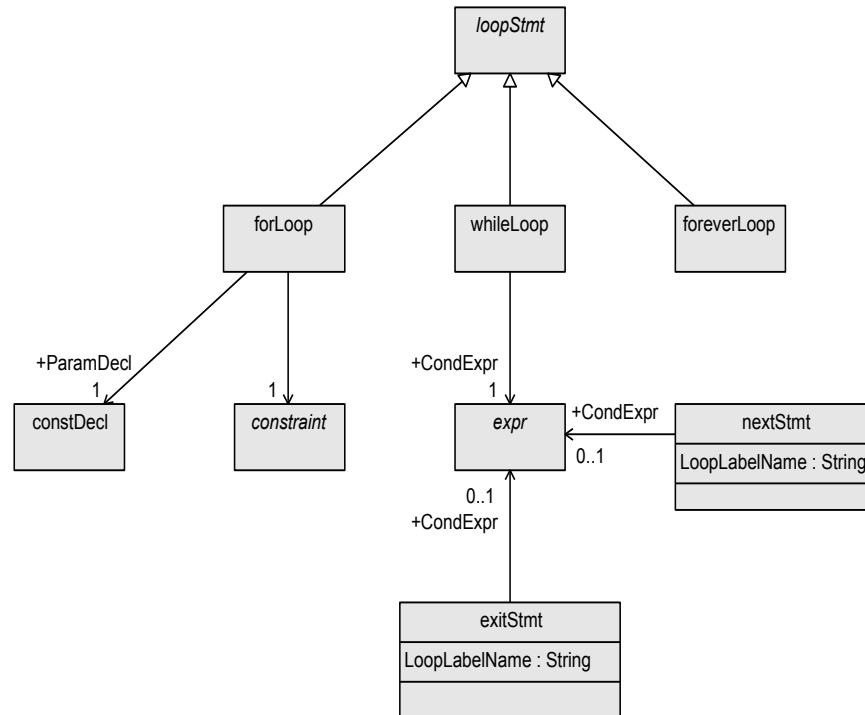 loopStmt
forLoop
whileLoop
foreverLoop
+ParamDecl
1
1
+CondExpr
1
constDecl
constraint
expr
+CondExpr
0..1
nextStmt
LoopLabelName : String
0..1
+CondExpr
exitStmt
LoopLabelName : String